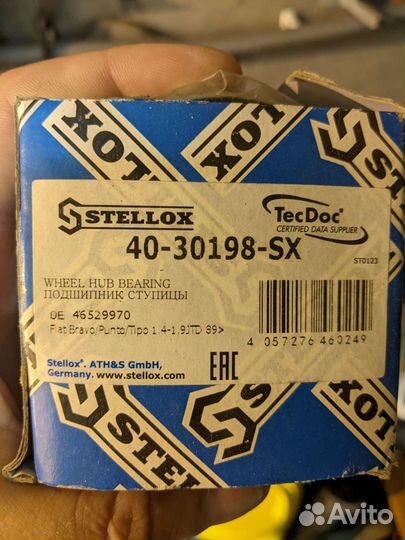 STELLOX
TecDoc®
CERTIFIED DATA SUPPLIER
40-30198-SX
ST0123
WHEEL HUB BEARING
ПОДШИПНИК СТУПИЦЫ
OE 46529970
Fiat Bravo/Punto/Tipo 1.4-1.9JTD 89>
4 057276 460249
Stellox®. ATH&S GmbH,
Germany. www.stellox.com
EAC
Avito